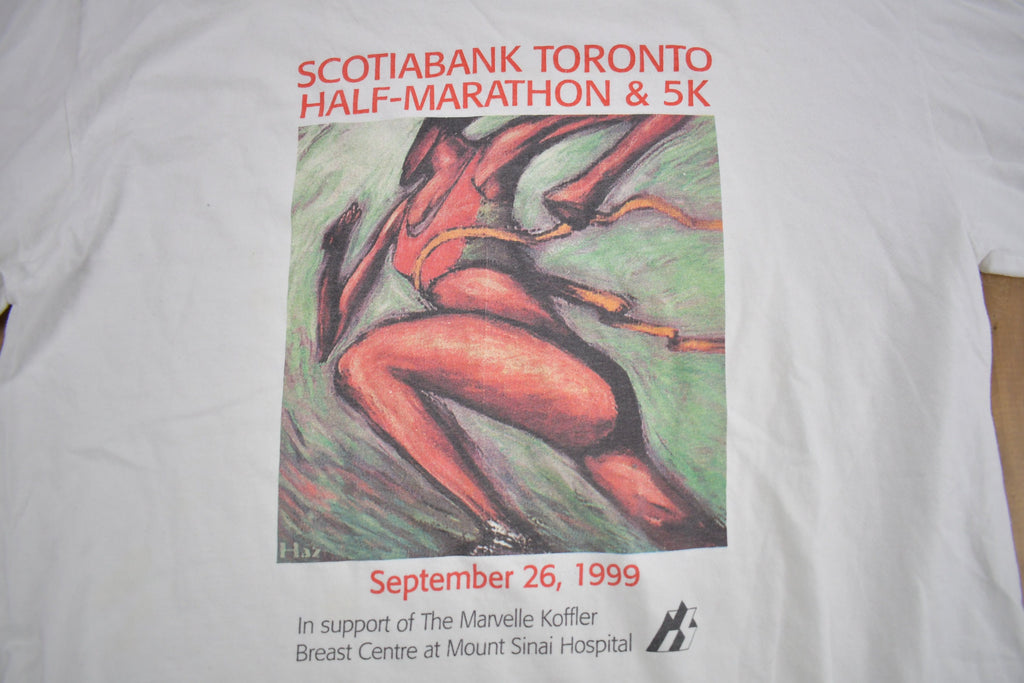 SCOTIABANK TORONTO
HALF-MARATHON & 5K
Haz
September 26, 1999
In support of The Marvelle Koffler
Breast Centre at Mount Sinai Hospital